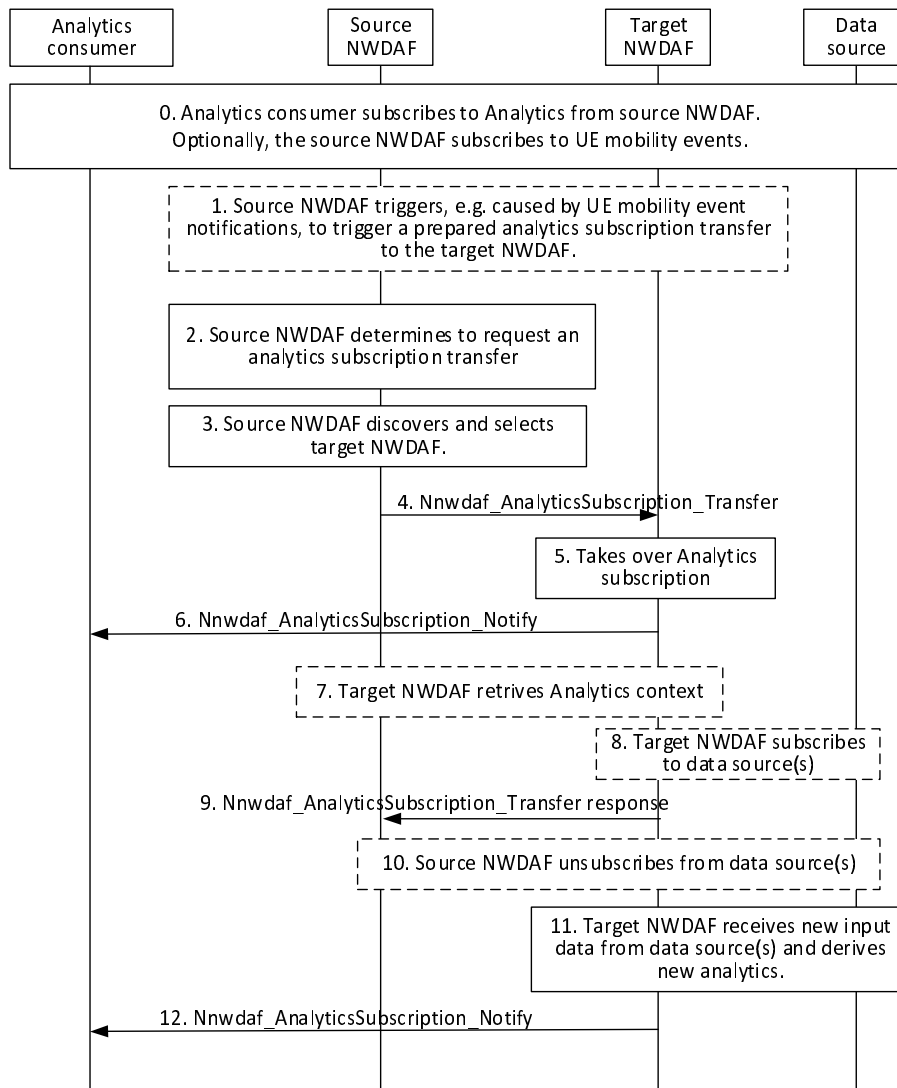 Analytics
consumer
Source
NWDAF
Target
NWDAF
Data
source
0. Analytics consumer subscribes to Analytics from source NWDAF.
Optionally, the source NWDAF subscribes to UE mobility events.
1. Source NWDAF triggers, e.g. caused by UE mobility event
notifications, to trigger a prepared analytics subscription transfer
to the target NWDAF.
2. Source NWDAF determines to request an
analytics subscription transfer
3. Source NWDAF discovers and selects
target NWDAF.
4. Nnwdaf_AnalyticsSubscription_Transfer
5. Takes over Analytics
subscription
6. Nnwdaf_AnalyticsSubscription_Notify
7. Target NWDAF retrives Analytics context
8. Target NWDAF subscribes
to data source(s)
9. Nnwdaf_AnalyticsSubscription_Transfer response
10. Source NWDAF unsubscribes from data source(s)
11. Target NWDAF receives new input
data from data source(s) and derives
new analytics.
12. Nnwdaf_AnalyticsSubscription_Notify